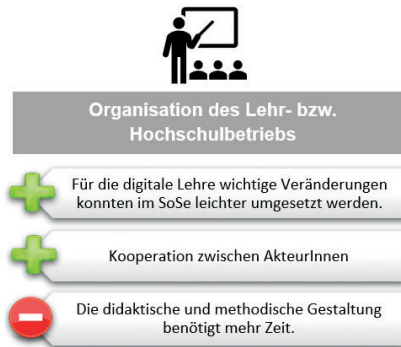 Organisation des Lehr- bzw.
Hochschulbetriebs
Für die digitale Lehre wichtige Veränderungen
konnten im SoSe leichter umgesetzt werden.
Kooperation zwischen AkteurInnen
Die didaktische und methodische Gestaltung
benötigt mehr Zeit.